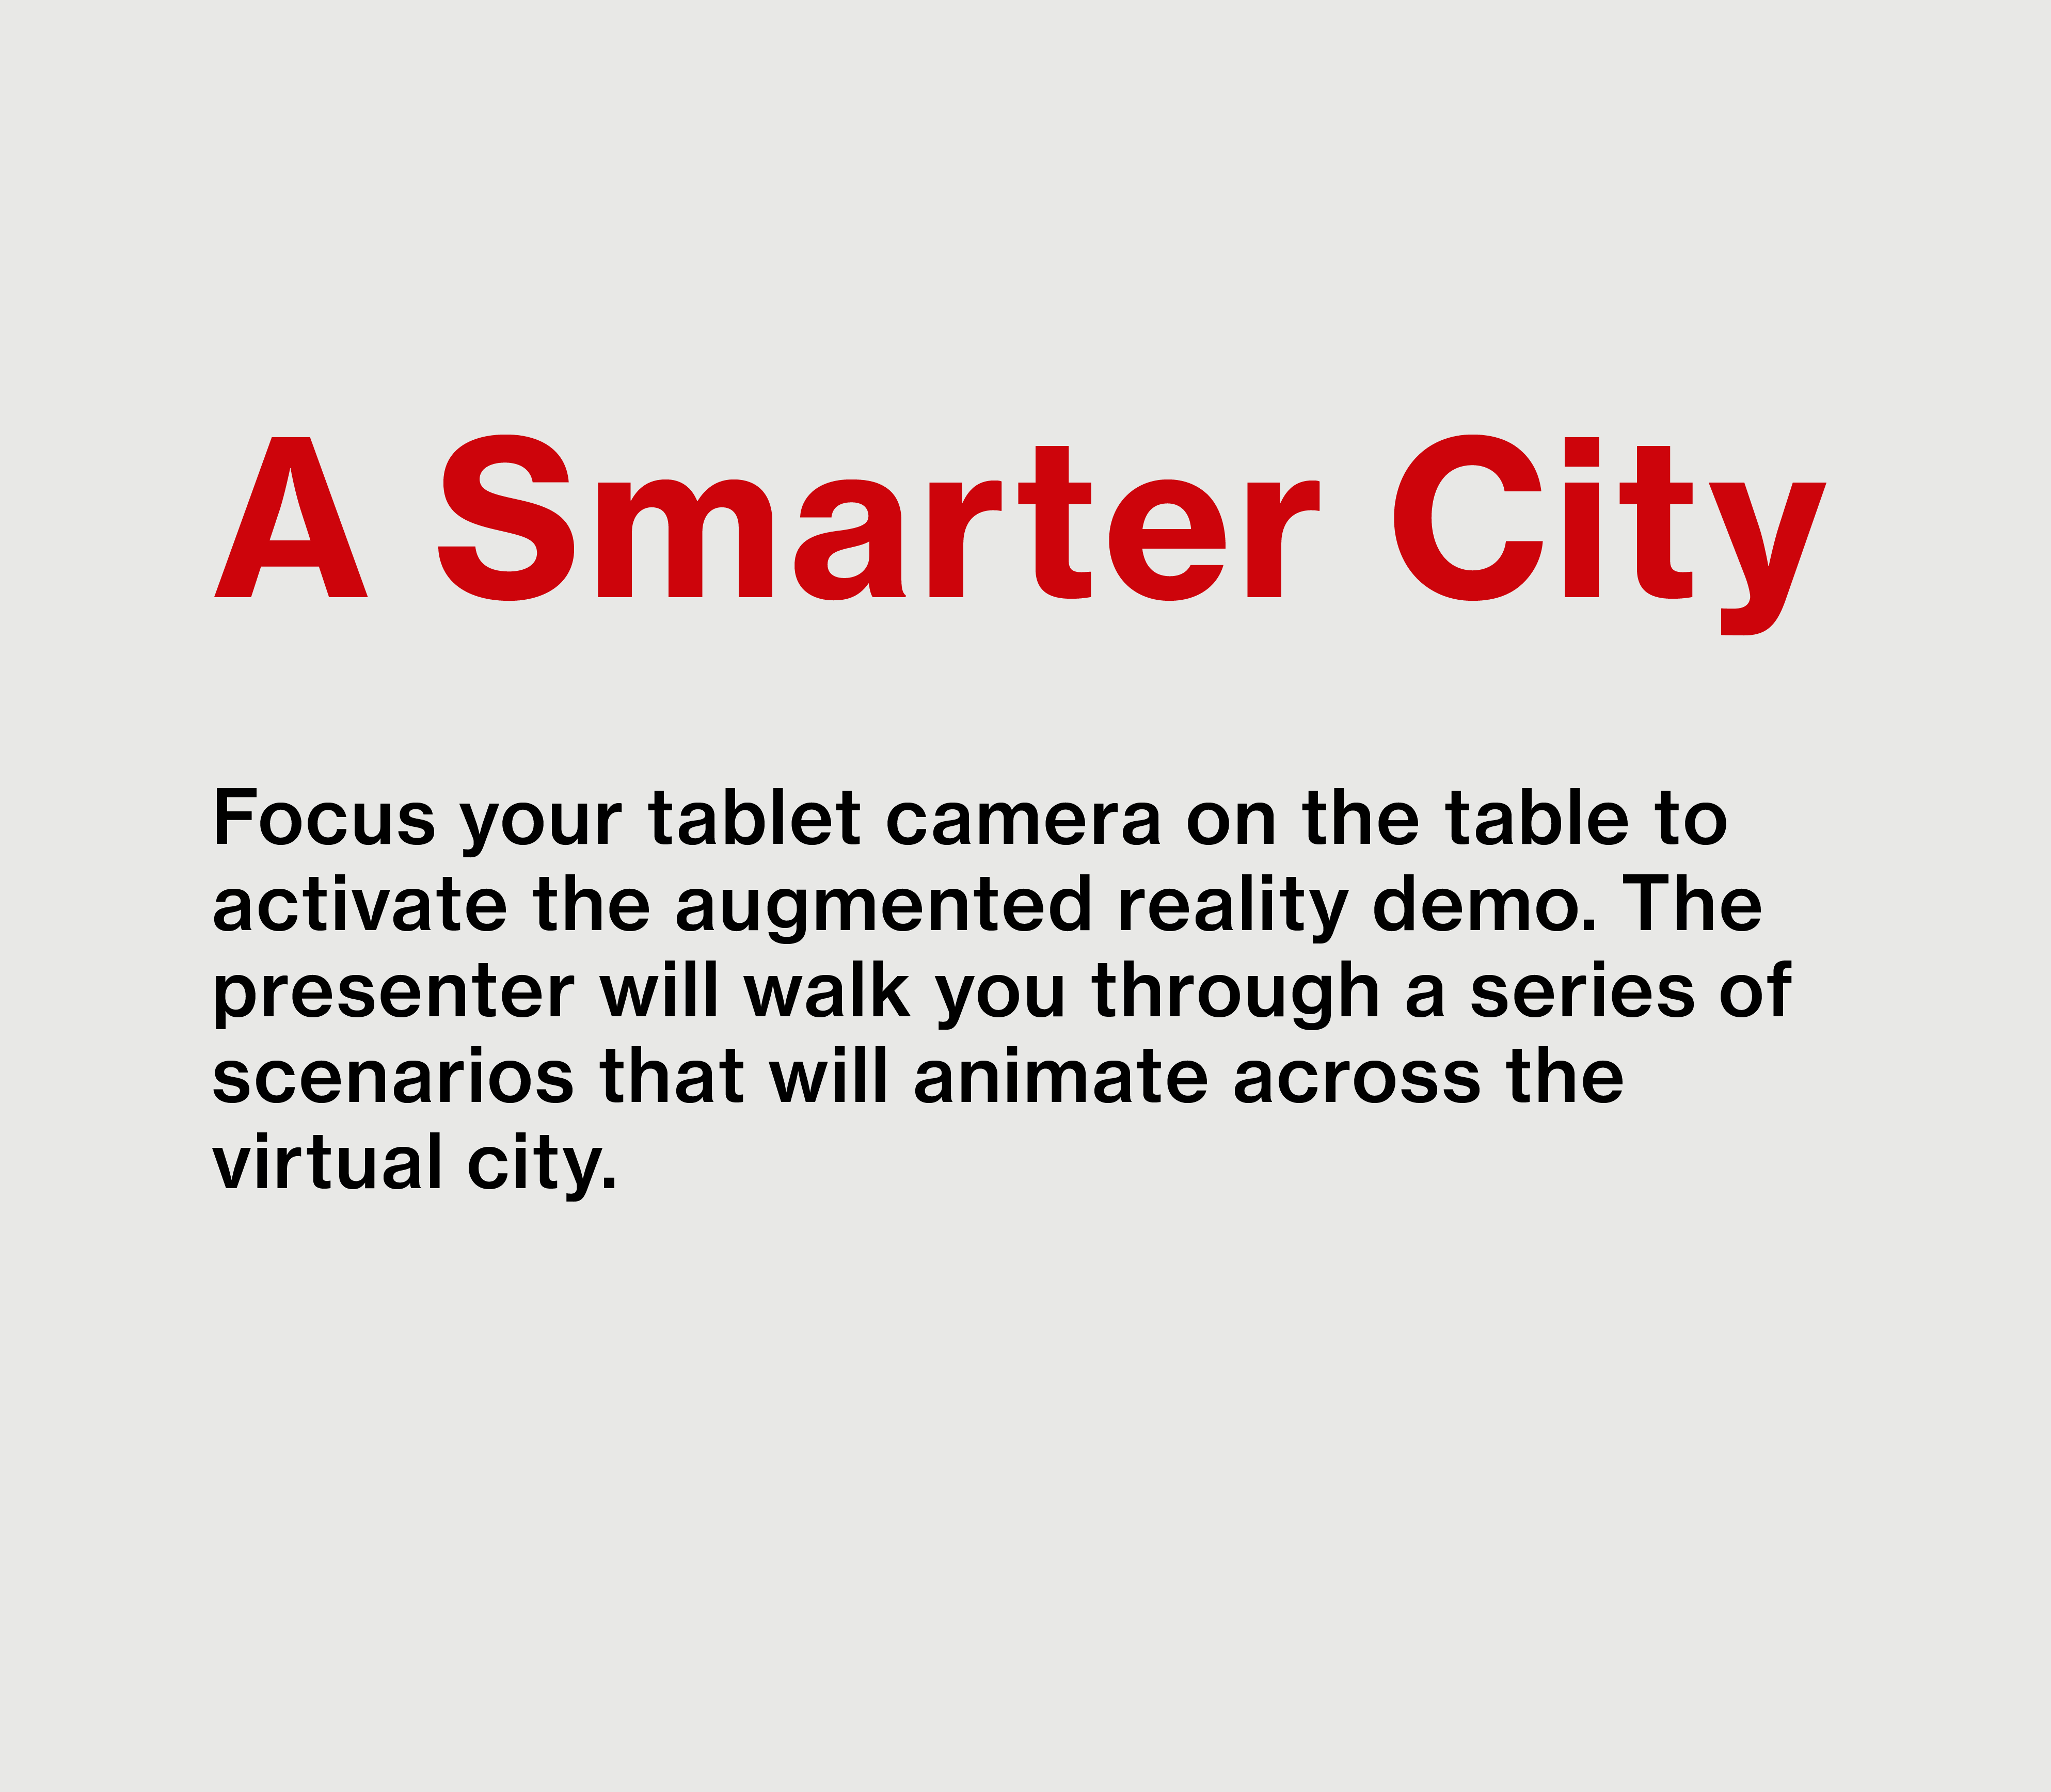 A Smarter City
Focus your tablet camera on the table to
activate the augmented reality demo. The
presenter will walk you through a series of
scenarios that will animate across the
virtual city.